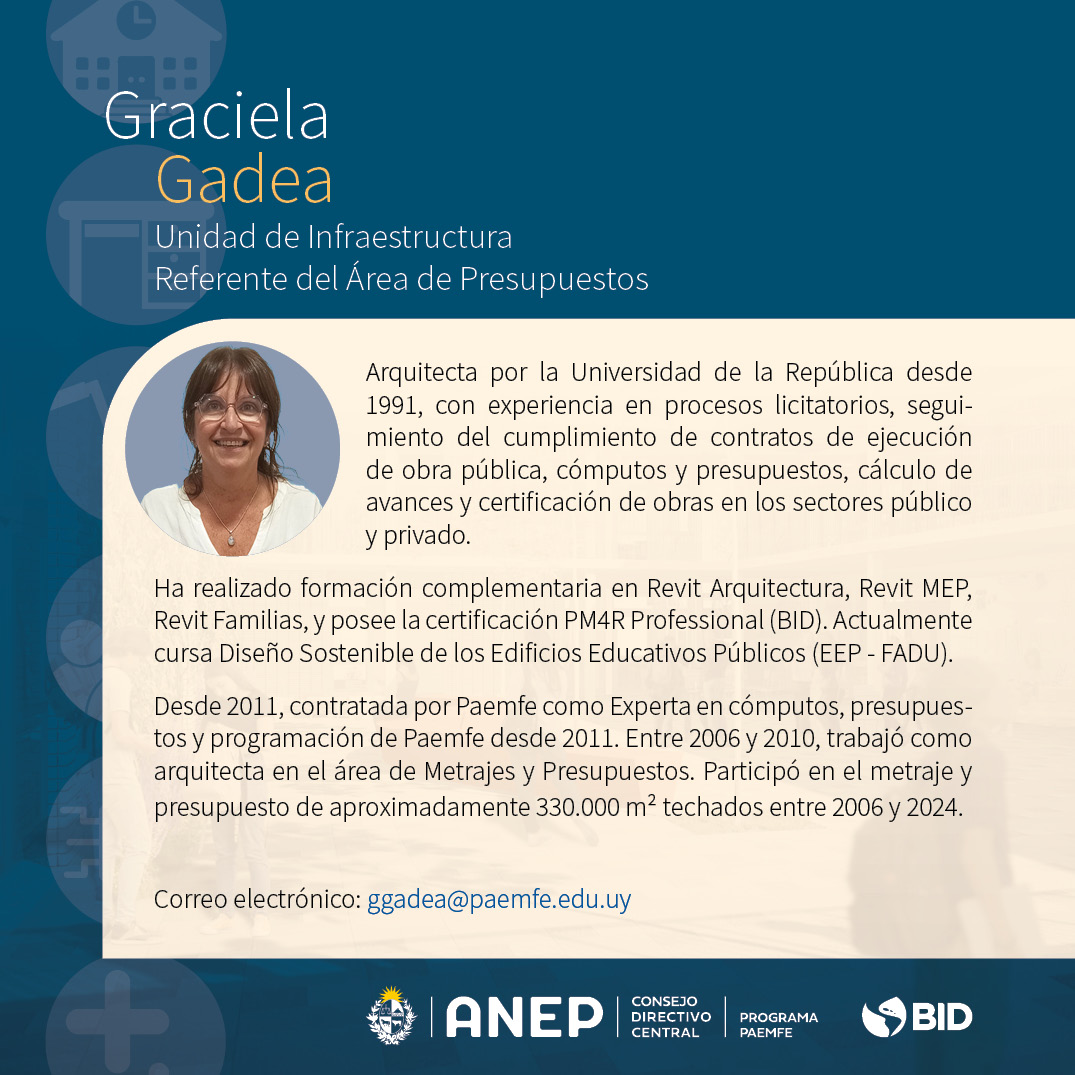 Graciela
Gadea
Unidad de Infraestructura
Referente del Área de Presupuestos
Arquitecta por la Universidad de la República desde
1991, con experiencia en procesos licitatorios, segui-
miento del cumplimiento de contratos de ejecución
de obra pública, cómputos y presupuestos, cálculo de
avances y certificación de obras en los sectores público
y privado.
Ha realizado formación complementaria en Revit Arquitectura, Revit MEP,
Revit Familias, y posee la certificación PM4R Professional (BID). Actualmente
cursa Diseño Sostenible de los Edificios Educativos Públicos (EEP - FADU).
Desde 2011, contratada por Paemfe como Experta en cómputos, presupues-
tos y programación de Paemfe desde 2011. Entre 2006 y 2010, trabajó como
arquitecta en el área de Metrajes y Presupuestos. Participó en el metraje y
presupuesto de aproximadamente 330.000 m² techados entre 2006 y 2024.
Correo electrónico: ggadea@paemfe.edu.uy
ANEP
CONSEJO
DIRECTIVO
CENTRAL
PROGRAMA
PAEMFE
BID